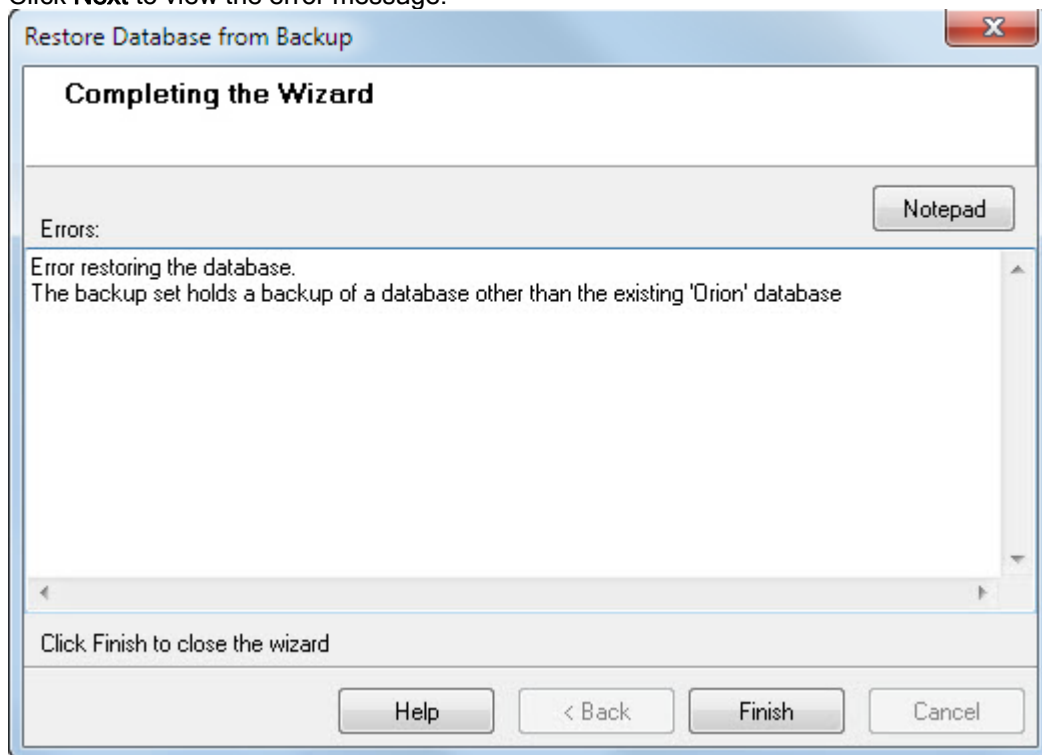 Click Next to view the error message.
Restore Database from Backup
x
Completing the Wizard
Notepad
Errors:
Error restoring the database.
The backup set holds a backup of a database other than the existing 'Orion' database
Click Finish to close the wizard
Help
< Back
Finish
Cancel